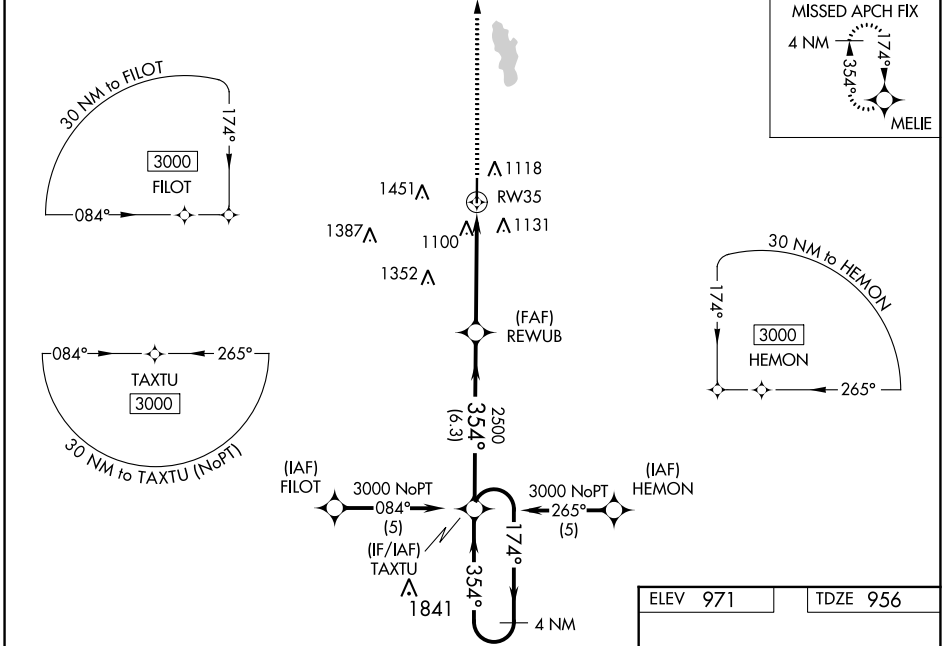 MISSED APCH FIX
4 NM
174°
354°
MELIE
30 NM to FILOT
174°
3000
FILOT
084°
1118
1451
RW35
1387
1100
1131
1352
30 NM to HEMON
174°
3000
HEMON
265°
(FAF)
REWUB
084°
265°
TAXTU
3000
30 NM to TAXTU (NoPT)
2500
354°
(6.3)
(IAF)
FILOT
3000 NoPT
084°
(5)
(IAF)
HEMON
3000 NoPT
265°
(5)
(IF/IAF)
TAXTU
174°
354°
1841
4 NM
ELEV 971
TDZE 956